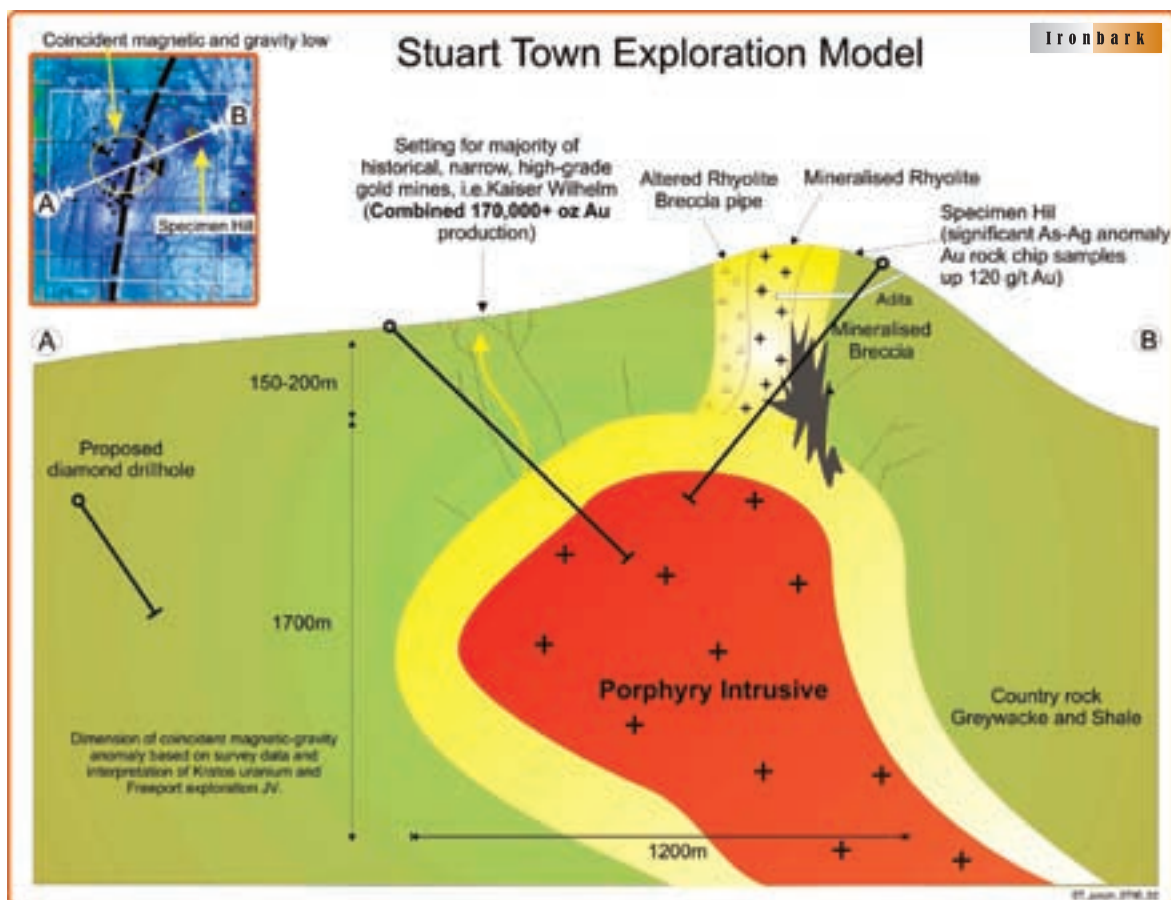 Coincident magnetic and gravity low
Stuart Town Exploration Model
Ironbark
A
B
Specimen Hill
Setting for majority of
historical, narrow, high-grade
gold mines, i.e.Kaiser Wilhelm
(Combined 170,000+ oz Au
production)
Altered Rhyolite
Breccia pipe
Mineralised Rhyolite
Specimen Hill
(significant As-Ag anomaly
Au rock chip samples
up 120 g/t Au)
Adits
Mineralised
Breccia
A
B
150-200m
Proposed
diamond drillhole
1700m
Porphyry Intrusive
Country rock
Greywacke and Shale
Dimension of coincident magnetic-gravity
anomaly based on survey data and
interpretation of Kratos uranium and
Freeport exploration JV.
1200m